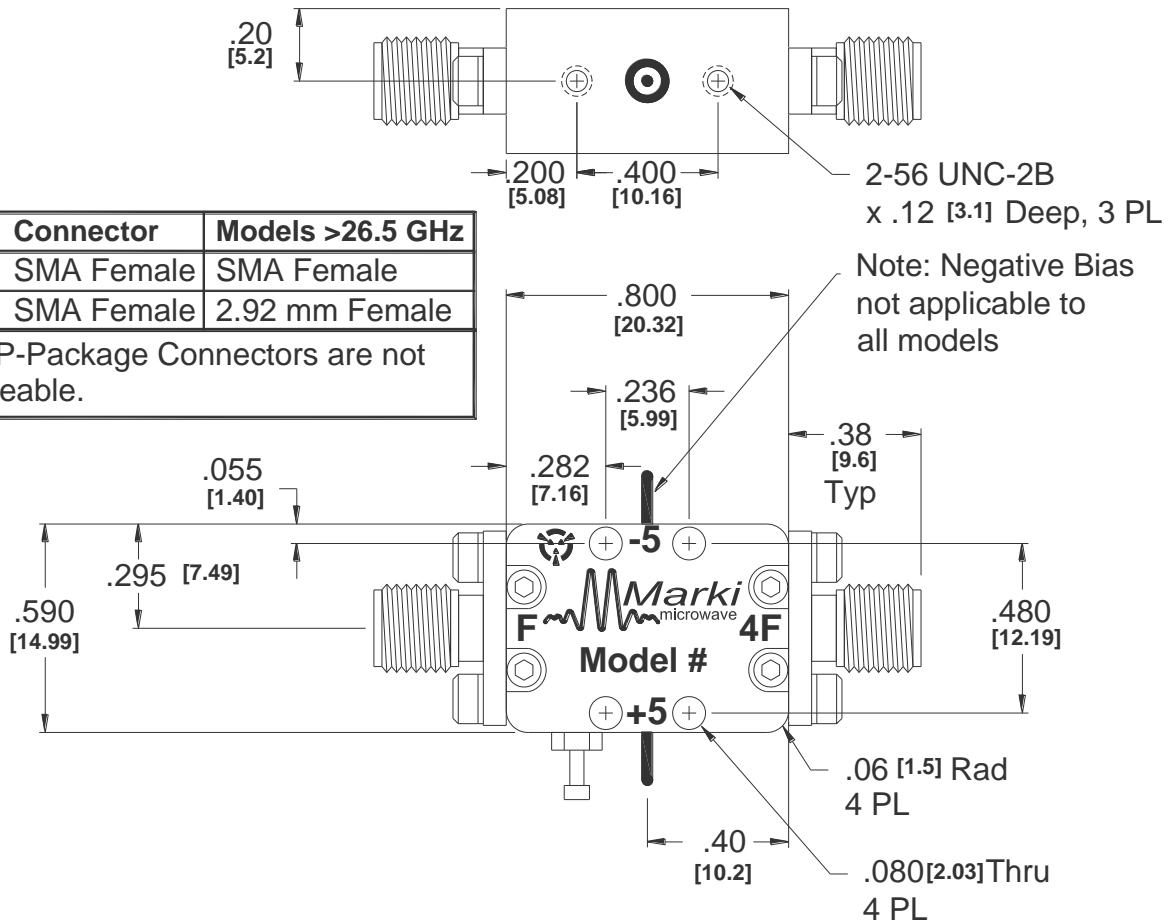 .20
[5.2]
.200
[5.08]
.400
[10.16]
2-56 UNC-2B
x .12 [3.1] Deep, 3 PL
Connector Models >26.5 GHz
SMA Female SMA Female
SMA Female 2.92 mm Female
P-Package Connectors are not
eable.
Note: Negative Bias
not applicable to
all models
.800
[20.32]
.236
[5.99]
.38
[9.6]
Typ
.282
[7.16]
.055
[1.40]
-5
.295 [7.49]
.590
[14.99]
Marki
microwave
F
4F
Model #
.480
[12.19]
+5
.06 [1.5] Rad
4 PL
.40
[10.2]
.080[2.03]Thru
4 PL